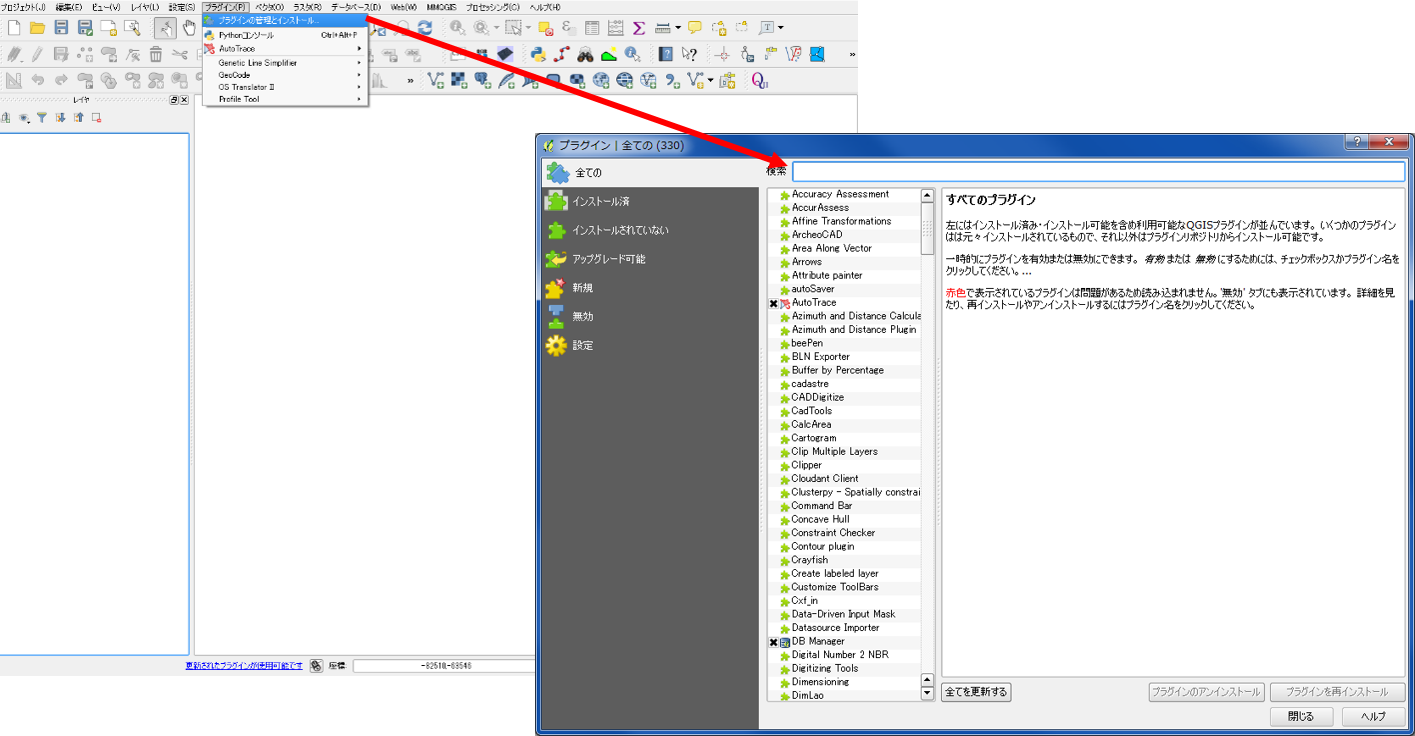 プロジェクト(J) 編集(E) ビュー(V) レイヤ(L) 設定(S) プラグイン(P) ベクタ(O) ラスタ(R) データベース(D) Web(W) MMQGIS プロセッシング(C) ヘルプ(H)
プラグインの管理とインストール...
Pythonコンソール Ctrl+Alt+P
AutoTrace
Genetic Line Simplifier
GeoCode
OS Translator II
Profile Tool
レイヤ
更新されたプラグインが使用可能です 座標:
プラグイン | 全ての (330)
全ての
インストール済
インストールされていない
アップグレード可能
新規
無効
設定
検索
Accuracy Assessment
AccurAssess
Affine Transformations
ArcheoCAD
Area Along Vector
Arrows
Attribute painter
autoSaver
AutoTrace
Azimuth and Distance Calcula
Azimuth and Distance Plugin
beePen
BLN Exporter
Buffer by Percentage
cadastre
CADDigitize
CadTools
CalcArea
Cartogram
Clip Multiple Layers
Clipper
Cloudant Client
Clusterpy - Spatially constrai
Command Bar
Concave Hull
Constraint Checker
Contour plugin
Crayfish
Create labeled layer
Customize ToolBars
Cxf_in
Data-Driven Input Mask
Datasource Importer
DB Manager
Digital Number 2 NBR
Digitizing Tools
Dimensioning
DimLao
すべてのプラグイン
左にはインストール済み・インストール可能を含め利用可能なQGISプラグインが並んでいます。いくつかのプラグイン
はは元々インストールされているもので、それ以外はプラグインリポジトリからインストール可能です。
一時的にプラグインを有効または無効にできます。 有効 または 無効 にするためには、チェックボックスかプラグイン名を
クリックしてください。...
赤色で表示されているプラグインは問題があるため読み込まれません。'無効' タブにも表示されています。 詳細を見
たり、再インストールやアンインストールするにはプラグイン名をクリックしてください。
全てを更新する プラグインのアンインストール プラグインを再インストール
閉じる ヘルプ